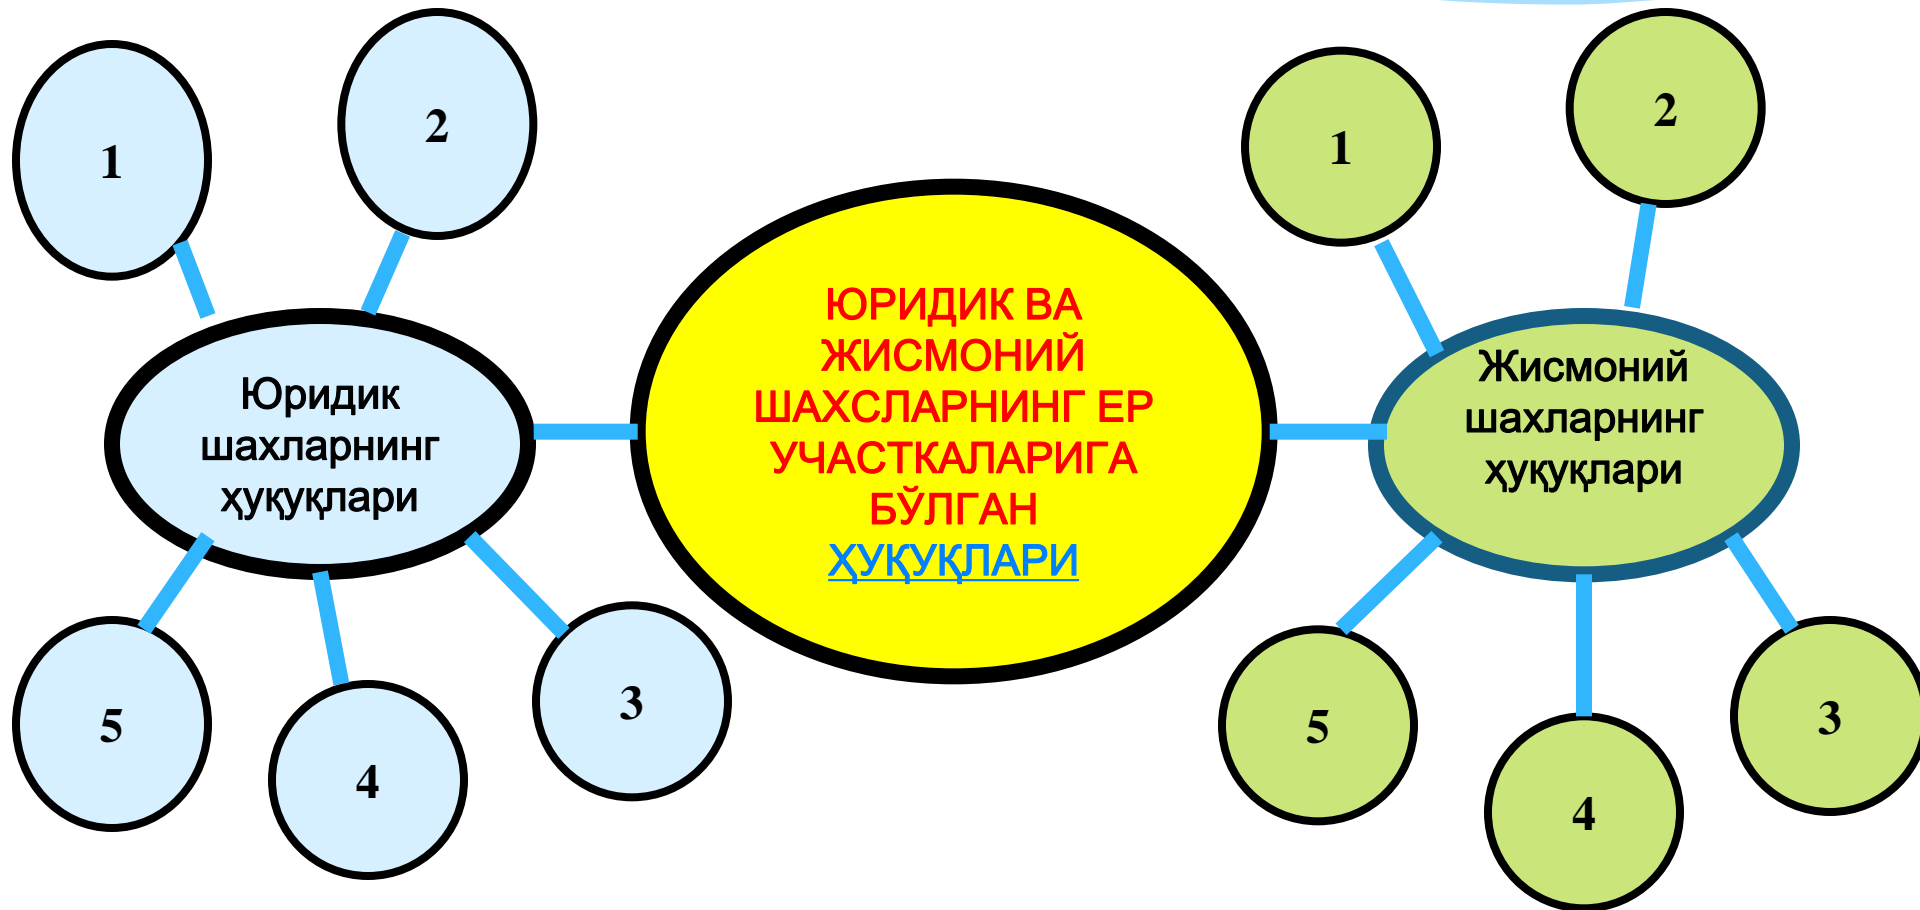 1
2
Юридик
шахларнинг
ҳуқуқлари
5
4
3
ЮРИДИК ВА
ЖИСМОНИЙ
ШАХСЛАРНИНГ ЕР
УЧАСТКАЛАРИГА
БЎЛГАН
ҲУҚУҚЛАРИ
1
2
Жисмоний
шахларнинг
ҳуқуқлари
5
4
3